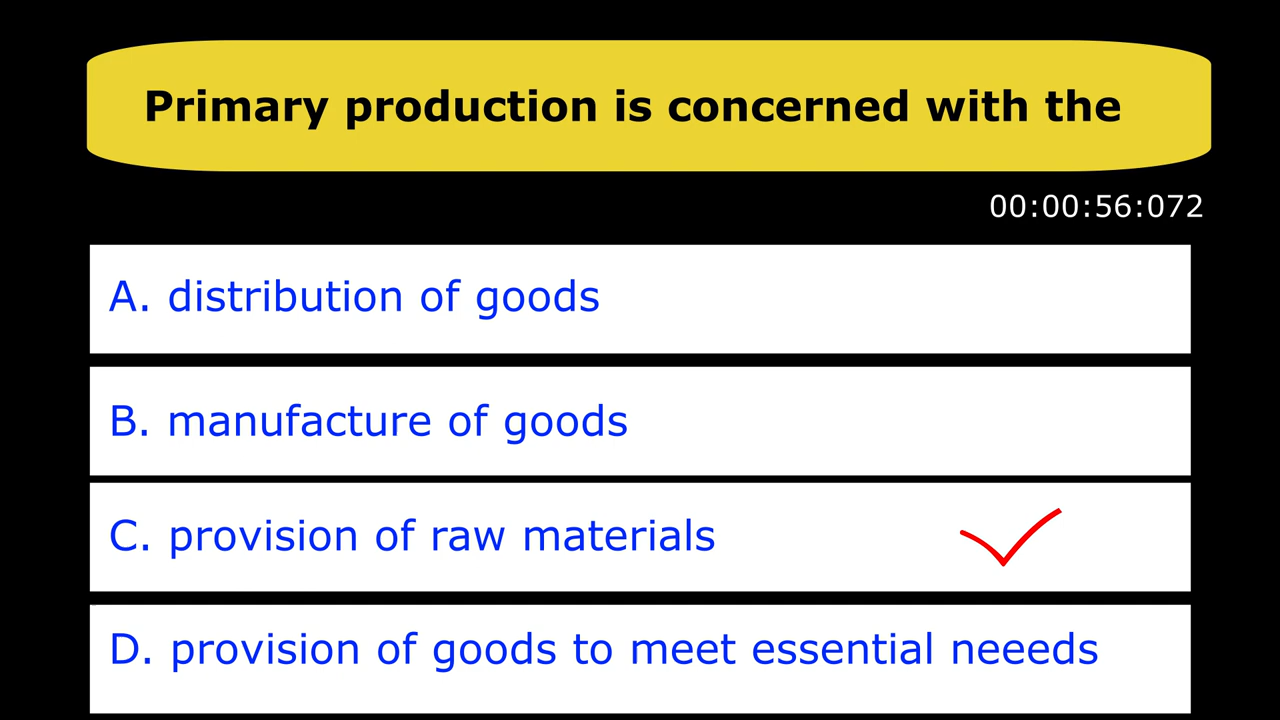 Primary production is concerned with the
00:00:56:072
A. distribution of goods
B. manufacture of goods
C. provision of raw materials
D. provision of goods to meet essential neeeds